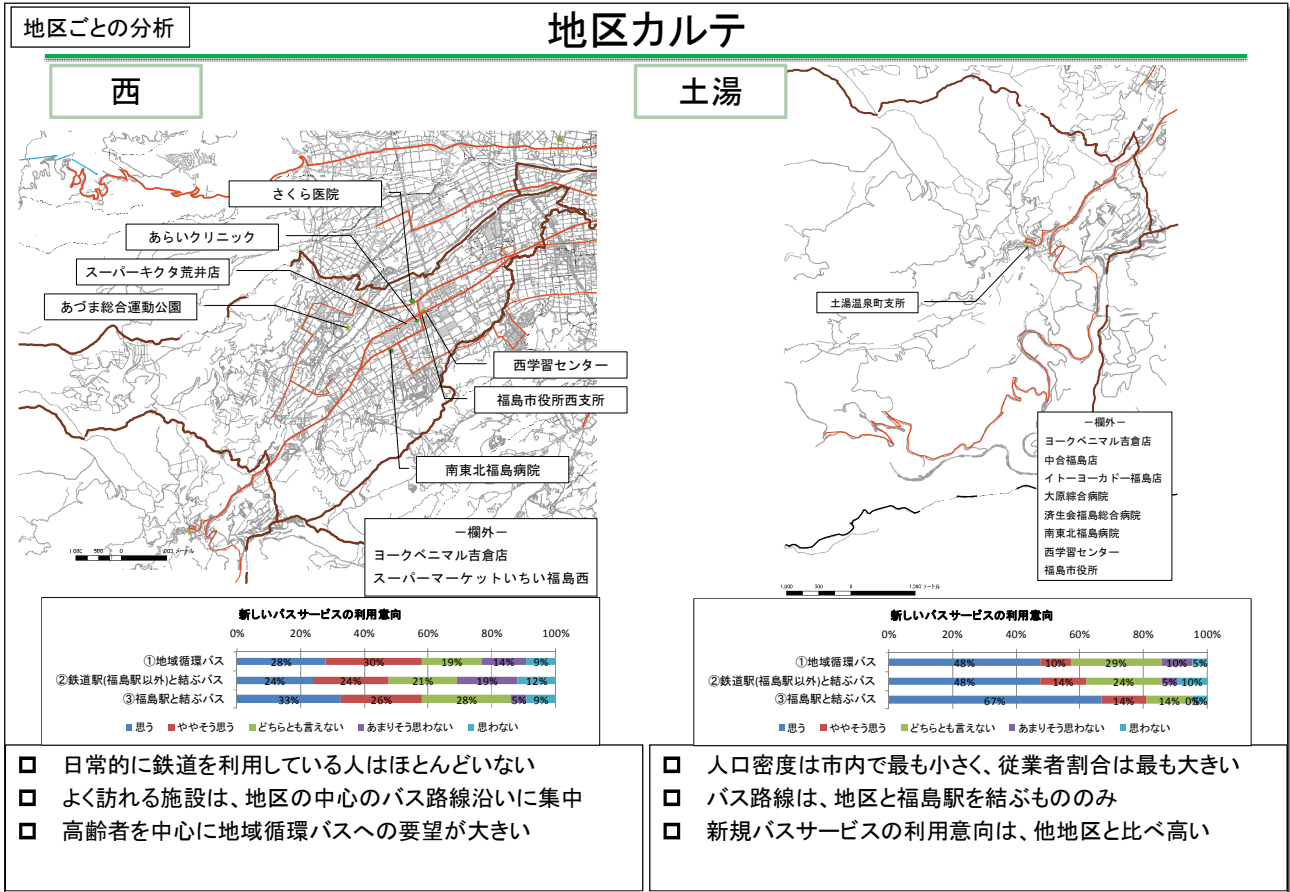 地区ごとの分析
地区カルテ
西
さくら医院
あらいクリニック
スーパーキクタ荒井店
あづま総合運動公園
西学習センター
福島市役所西支所
南東北福島病院
－欄外－
ヨークベニマル吉倉店
スーパーマーケットいちい福島西
新しいバスサービスの利用意向
0% 20% 40% 60% 80% 100%
①地域循環バス 28% 30% 19% 14% 9%
②鉄道駅(福島駅以外)と結ぶバス 24% 24% 21% 19% 12%
③福島駅と結ぶバス 33% 26% 28% 5% 9%
思う ややそう思う どちらとも言えない あまりそう思わない 思わない
日常的に鉄道を利用している人はほとんどいない
よく訪れる施設は、地区の中心のバス路線沿いに集中
高齢者を中心に地域循環バスへの要望が大きい
土湯
土湯温泉町支所
－欄外－
ヨークベニマル吉倉店
中合福島店
イトーヨーカドー福島店
大原綜合病院
済生会福島総合病院
南東北福島病院
西学習センター
福島市役所
1,000 500 0 1,000 メートル
新しいバスサービスの利用意向
0% 20% 40% 60% 80% 100%
①地域循環バス 48% 10% 29% 10% 5%
②鉄道駅(福島駅以外)と結ぶバス 48% 14% 24% 5% 10%
③福島駅と結ぶバス 67% 14% 14% 0% 5%
思う ややそう思う どちらとも言えない あまりそう思わない 思わない
人口密度は市内で最も小さく、従業者割合は最も大きい
バス路線は、地区と福島駅を結ぶもののみ
新規バスサービスの利用意向は、他地区と比べ高い